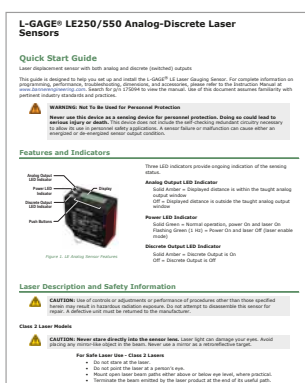 L-GAGE® LE250/550 Analog-Discrete Laser
Sensors
Quick Start Guide
Laser displacement sensor with both analog and discrete (switched) outputs
This guide is designed to help you set up and install the L-GAGE® LE Laser Gauging Sensor. For complete information on
programming, performance, troubleshooting, dimensions, and accessories, please refer to the Instruction Manual at
www.bannerengineering.com. Search for p/n 175094 to view the manual. Use of this document assumes familiarity with
pertinent industry standards and practices.
WARNING: Not To Be Used for Personnel Protection
Never use this device as a sensing device for personnel protection. Doing so could lead to
serious injury or death. This device does not include the self-checking redundant circuitry necessary
to allow its use in personnel safety applications. A sensor failure or malfunction can cause either an
energized or de-energized sensor output condition.
Features and Indicators
Analog Output
LED Indicator
Power LED
Indicator
Discrete Output
LED Indicator
Push Buttons
Display
Figure 1. LE Analog Sensor Features
Three LED indicators provide ongoing indication of the sensing
status.
Analog Output LED Indicator
Solid Amber = Displayed distance is within the taught analog
output window
Off = Displayed distance is outside the taught analog output
window
Power LED Indicator
Solid Green = Normal operation, power On and laser On
Flashing Green (1 Hz) = Power On and laser Off (laser enable
mode)
Discrete Output LED Indicator
Solid Amber = Discrete Output is On
Off = Discrete Output is Off
Laser Description and Safety Information
CAUTION: Use of controls or adjustments or performance of procedures other than those specified
herein may result in hazardous radiation exposure. Do not attempt to disassemble this sensor for
repair. A defective unit must be returned to the manufacturer.
Class 2 Laser Models
CAUTION: Never stare directly into the sensor lens. Laser light can damage your eyes. Avoid
placing any mirror-like object in the beam. Never use a mirror as a retroreflective target.
For Safe Laser Use - Class 2 Lasers
• Do not stare at the laser.
• Do not point the laser at a person's eye.
• Mount open laser beam paths either above or below eye level, where practical.
• Terminate the beam emitted by the laser product at the end of its useful path.